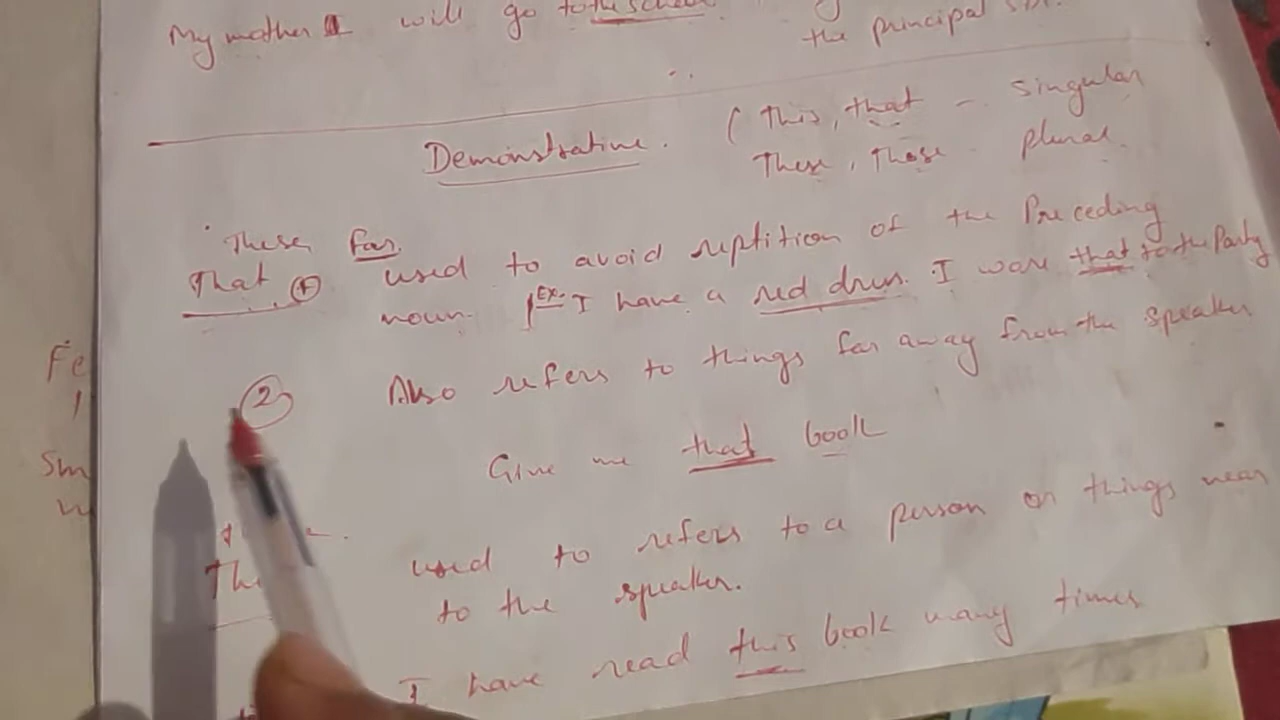 My mother will go to the school.
the principal
Demonstrative. (This, that - singular
These, Those - plural
These far.
That ① used to avoid reptition of the Preceding
noun. Ex. I have a red dress. I wore that to the Party
② Also refers to things far away from the speaker
Give me that book
used to refers to a person or things near
to the speaker.
I have read this book many times
Fe
Sm